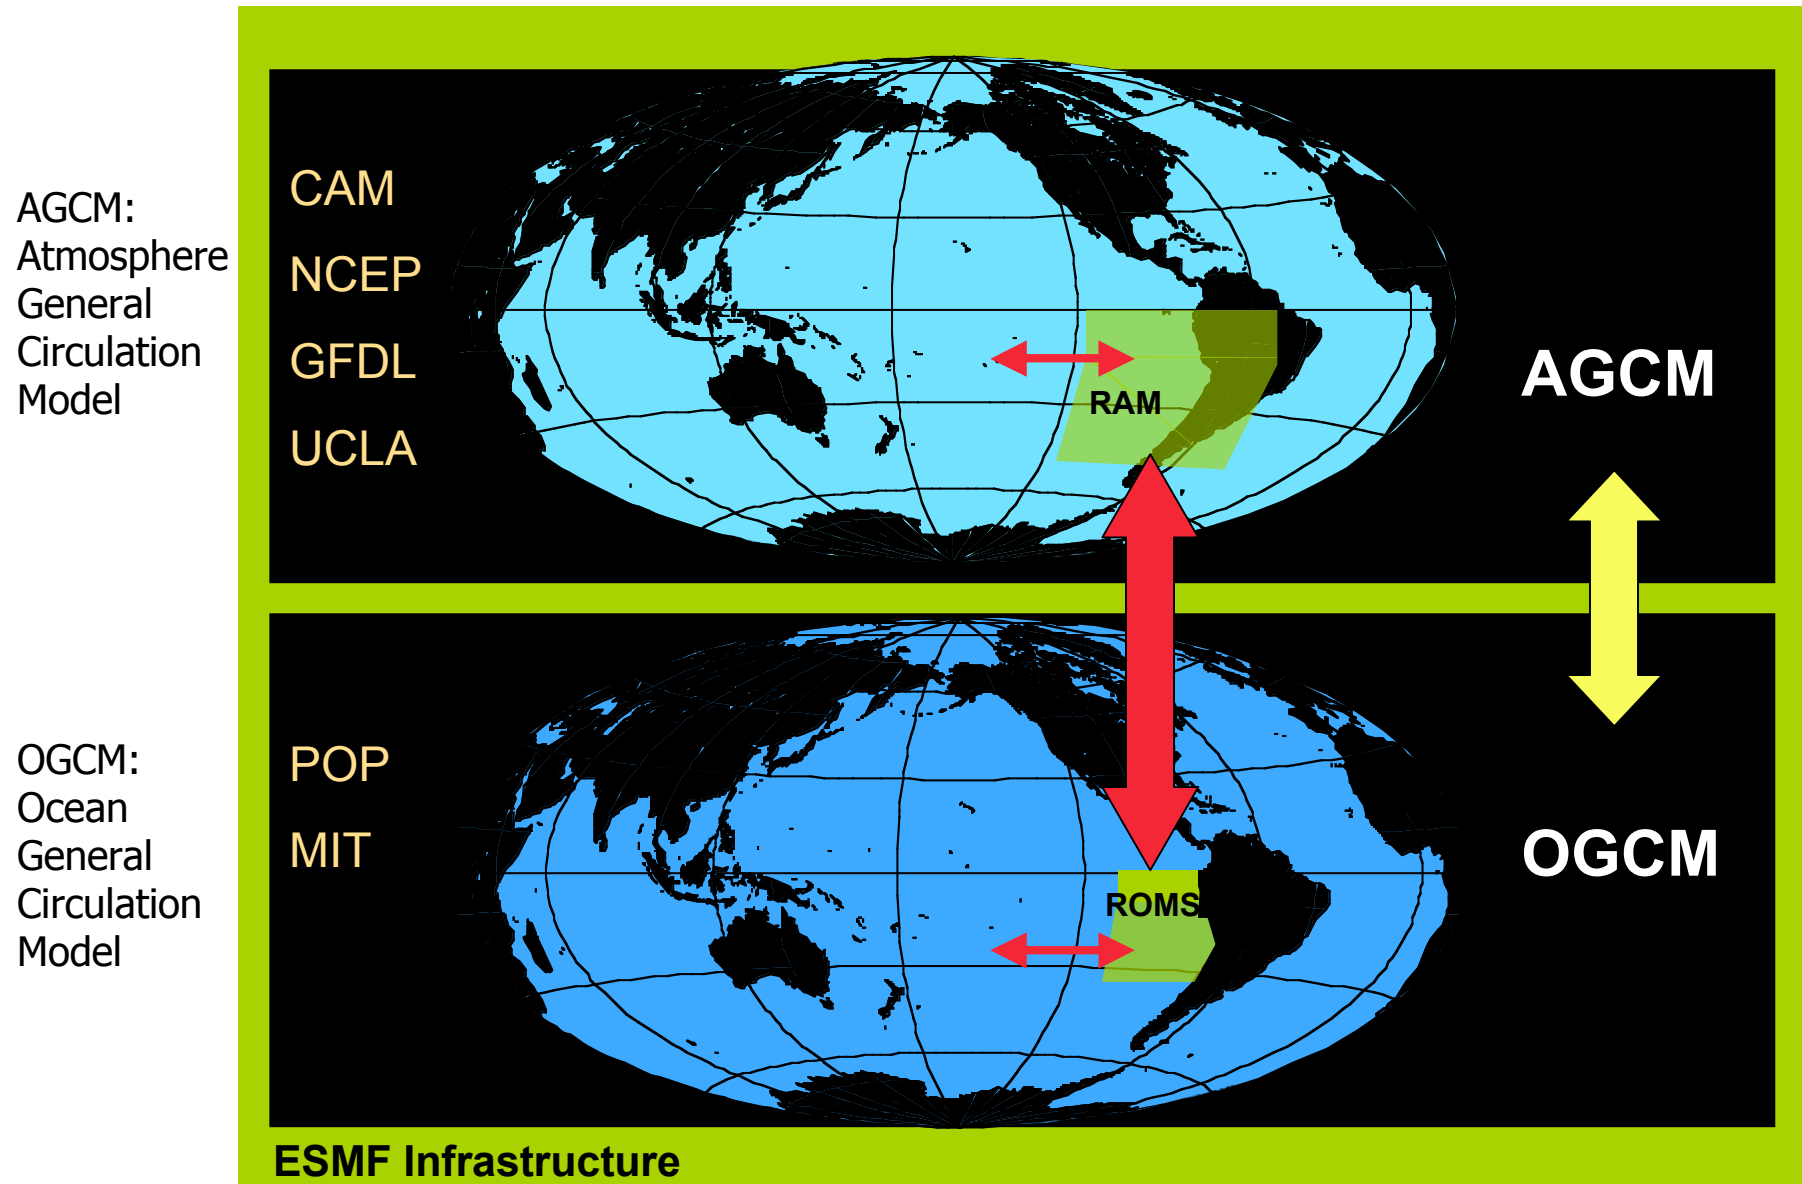 AGCM:
Atmosphere
General
Circulation
Model
CAM
NCEP
GFDL
UCLA
RAM
AGCM
OGCM:
Ocean
General
Circulation
Model
POP
MIT
ROMS
OGCM
ESMF Infrastructure